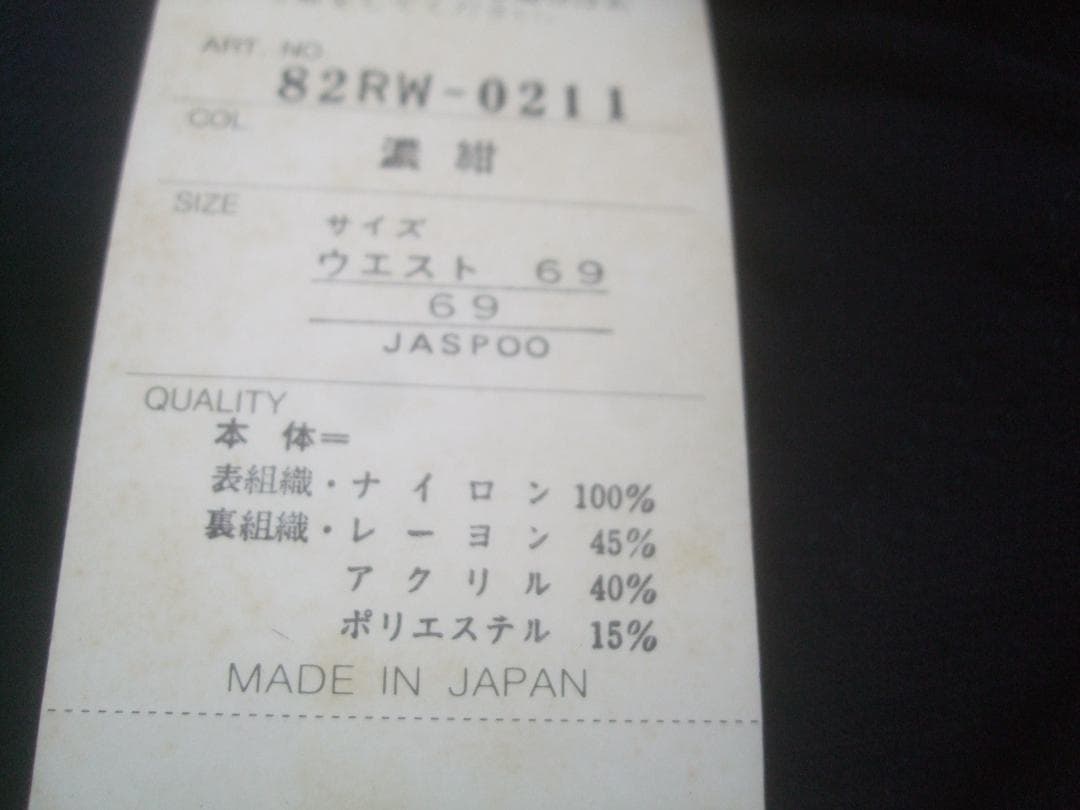 ART. NO.
82RW-0211
COL
濃紺
SIZE
サイズ
ウエスト 69
69
JASPOO
QUALITY
本体=
表組織・ナイロン 100%
裏組織・レーヨン 45%
アクリル 40%
ポリエステル 15%
MADE IN JAPAN